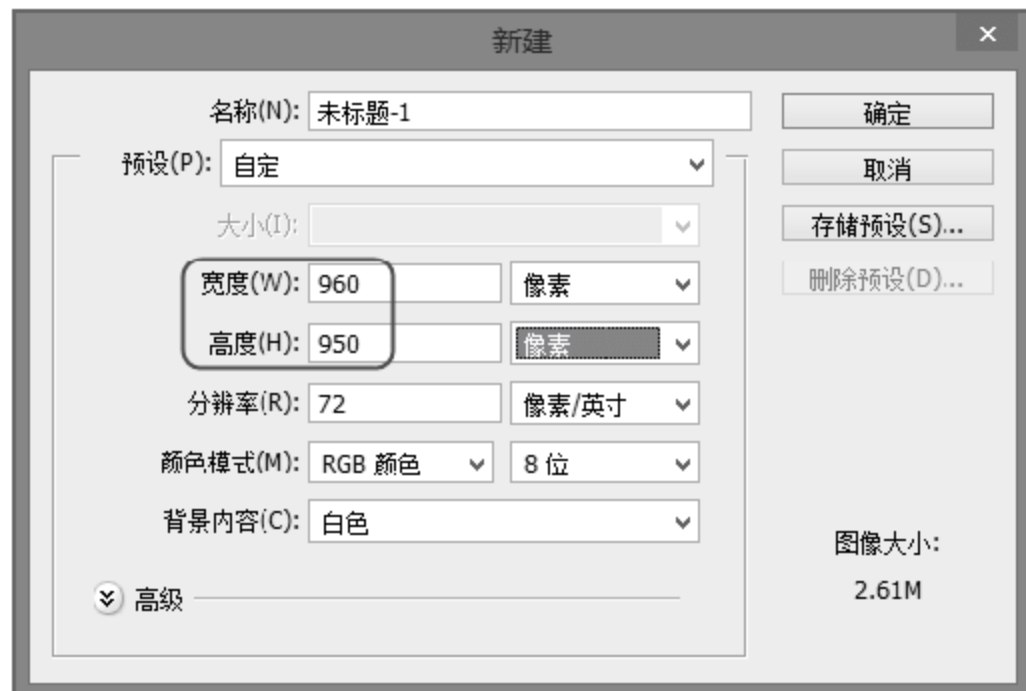 新建
名称(N): 未标题-1
确定
预设(P): 自定
取消
大小(I):
存储预设(S)...
宽度(W): 960 像素
删除预设(D)...
高度(H): 950 像素
分辨率(R): 72 像素/英寸
颜色模式(M): RGB 颜色 8 位
背景内容(C): 白色
图像大小:
2.61M
高级